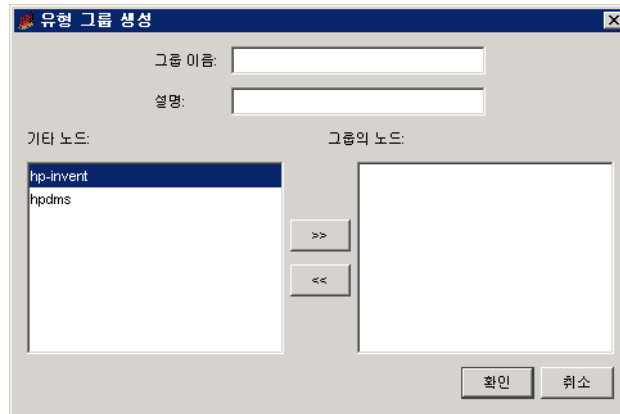 유형 그룹 생성
그룹 이름:
설명:
기타 노드:
그룹의 노드:
hp-invent
hpdms
>>
<<
확인
취소